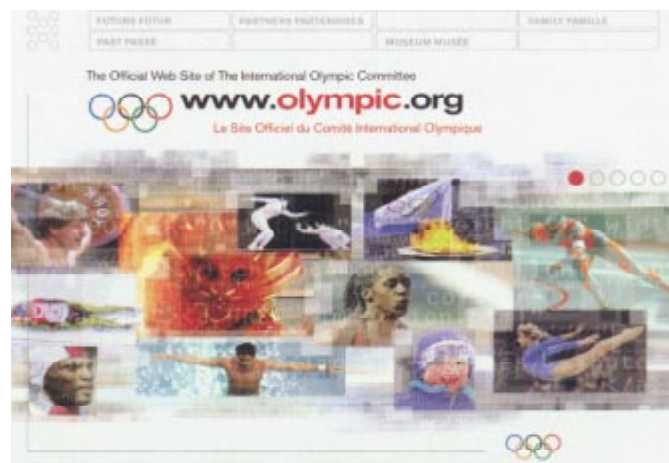 FUTURE FUTUR
PARTNERS PARTENAIRES
FAMILY FAMILLE
PAST PASSÉ
MUSEUM MUSÉE
The Official Web Site of The International Olympic Committee
www.olympic.org
Le Site Officiel du Comité International Olympique